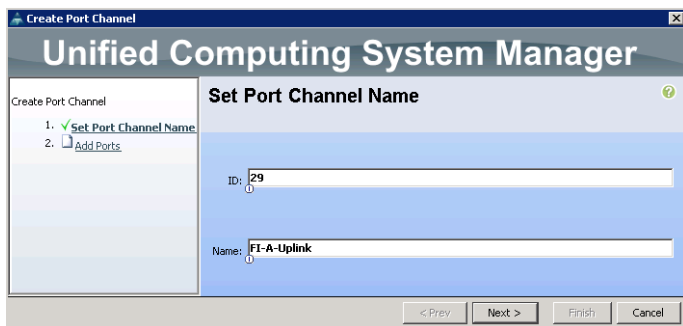 Create Port Channel
Unified Computing System Manager
Create Port Channel
1. Set Port Channel Name
2. Add Ports
Set Port Channel Name
ID: 29
Name: FI-A-Uplink
< Prev
Next >
Finish
Cancel